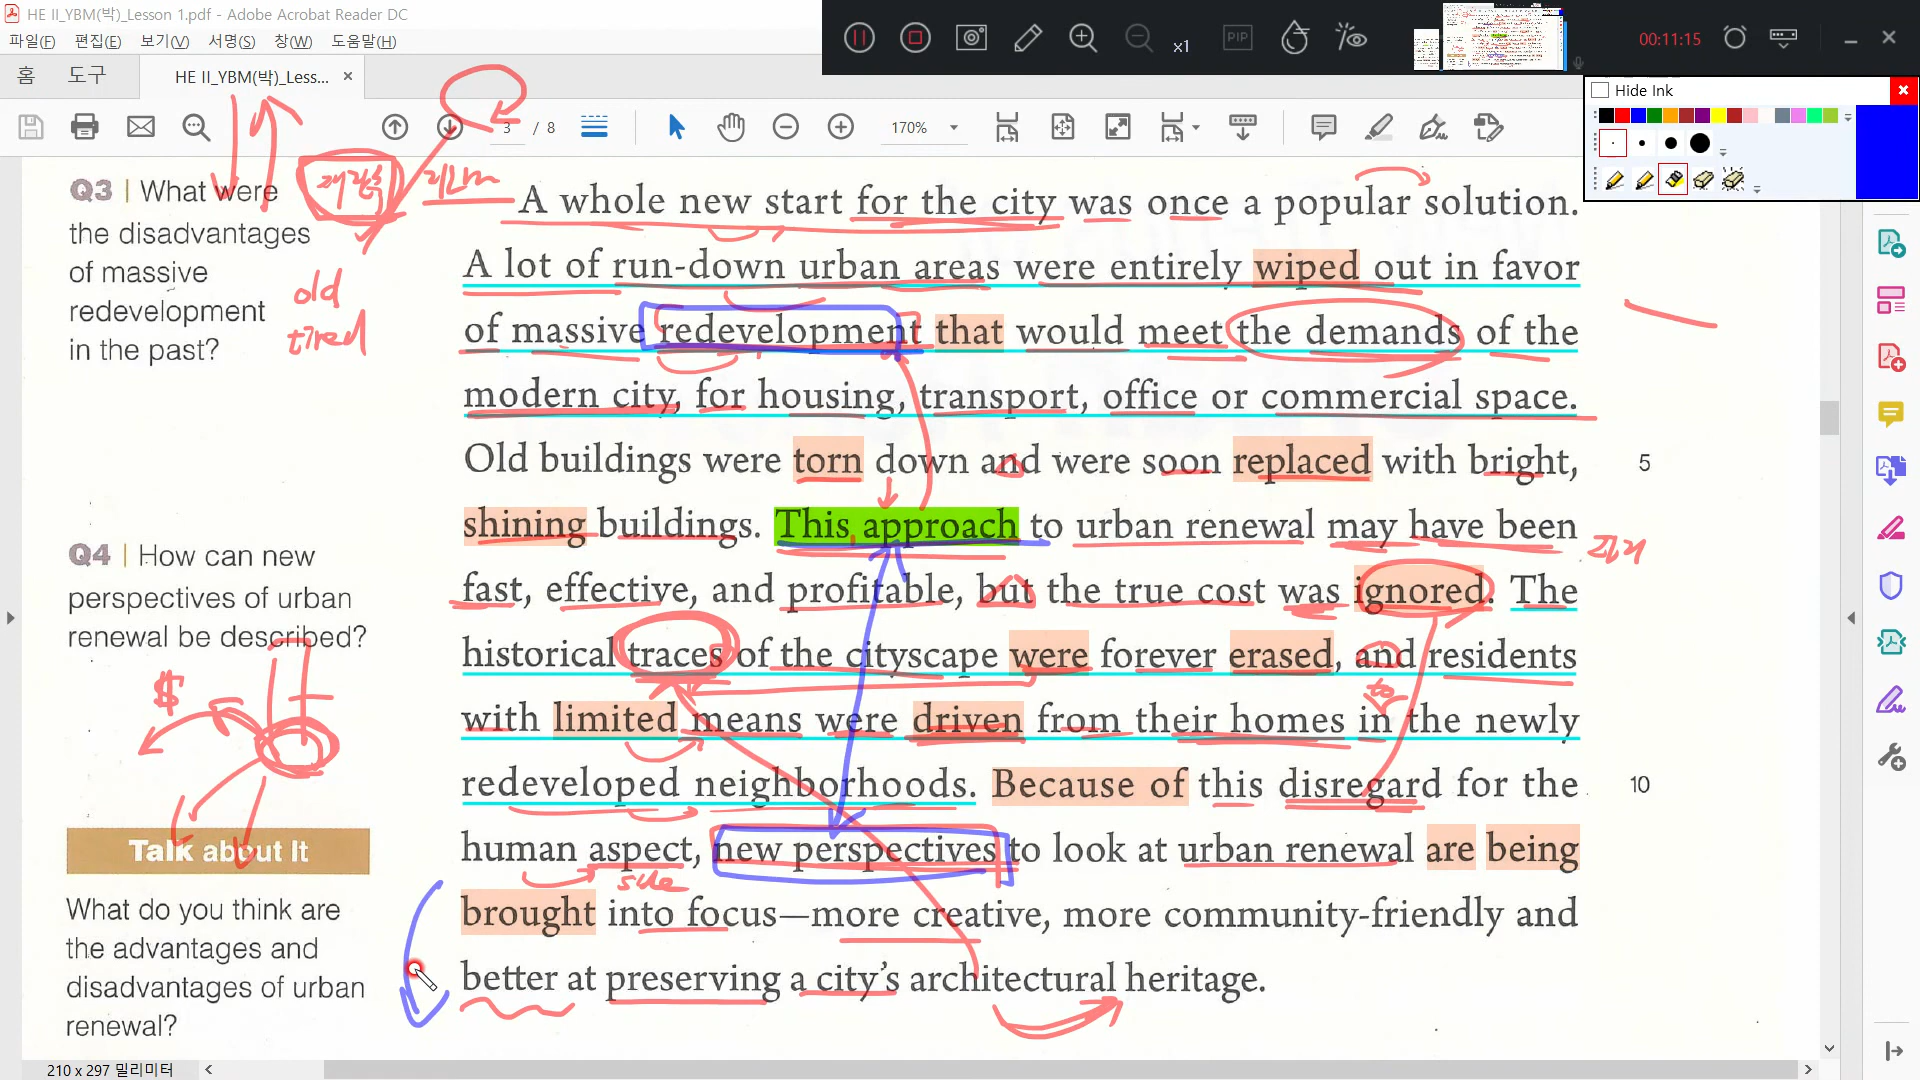 HE II_YBM(박)_Lesson 1.pdf - Adobe Acrobat Reader DC
파일(F) 편집(E) 보기(V) 서명(S) 창(W) 도움말(H)
x1
PIP
00:11:15
홈 도구 HE II_YBM(박)_Less... ×
Hide Ink
3 / 8
170%
Q3 | What were
the disadvantages
of massive
redevelopment
in the past?
old
tired
A whole new start for the city was once a popular solution.
A lot of run-down urban areas were entirely wiped out in favor
of massive redevelopment that would meet the demands of the
modern city, for housing, transport, office or commercial space.
Old buildings were torn down and were soon replaced with bright,
5
shining buildings. This approach to urban renewal may have been
fast, effective, and profitable, but the true cost was ignored. The
historical traces of the cityscape were forever erased, and residents
to
with limited means were driven from their homes in the newly
redeveloped neighborhoods. Because of this disregard for the
10
human aspect, new perspectives to look at urban renewal are being
side
brought into focus—more creative, more community-friendly and
better at preserving a city's architectural heritage.
Q4 | How can new
perspectives of urban
renewal be described?
$
Talk about It
What do you think are
the advantages and
disadvantages of urban
renewal?
210 x 297 밀리미터